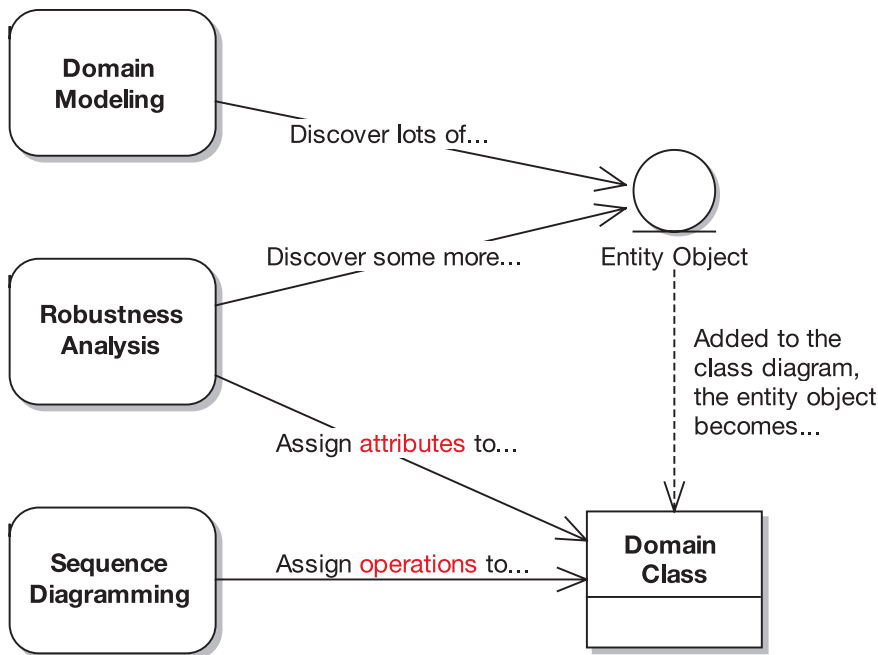 Domain
Modeling
Discover lots of...
Discover some more...
Entity Object
Robustness
Analysis
Added to the
class diagram,
the entity object
becomes...
Assign attributes to...
Sequence
Diagramming
Assign operations to...
Domain
Class